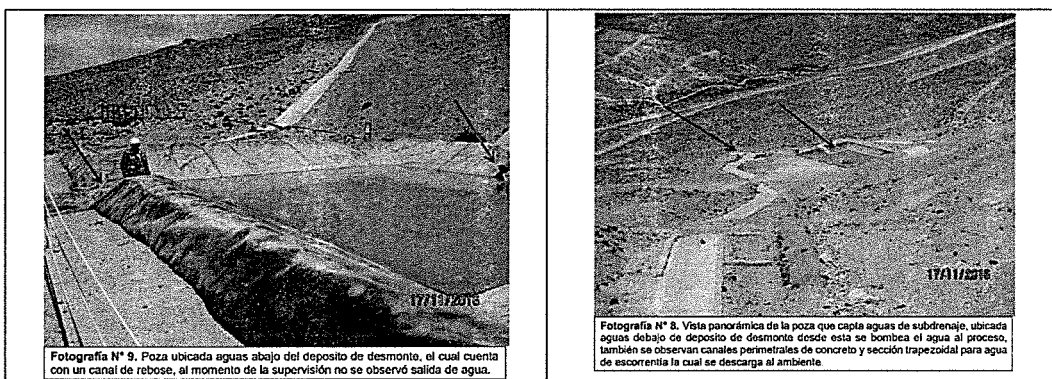 17/11/2016
Fotografía N° 9. Poza ubicada aguas abajo del deposito de desmonte, el cual cuenta
con un canal de rebose, al momento de la supervisión no se observó salida de agua.
17/11/2016
Fotografía N° 8. Vista panorámica de la poza que capta aguas de subdrenaje, ubicada
aguas debajo de deposito de desmonte desde esta se bombea el agua al proceso,
también se observan canales perimetrales de concreto y sección trapezoidal para agua
de escorrentía la cual se descarga al ambiente.